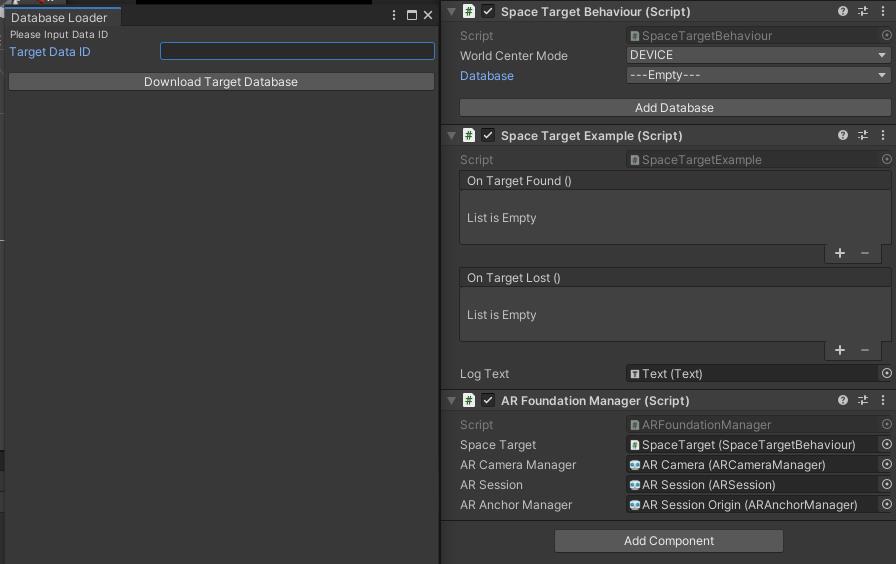 Database Loader
Please Input Data ID
Target Data ID
Download Target Database
Space Target Behaviour (Script)
Script SpaceTargetBehaviour
World Center Mode DEVICE
Database ---Empty---
Add Database
Space Target Example (Script)
Script SpaceTargetExample
On Target Found ()
List is Empty
On Target Lost ()
List is Empty
Log Text Text (Text)
AR Foundation Manager (Script)
Script ARFoundationManager
Space Target SpaceTarget (SpaceTargetBehaviour)
AR Camera Manager AR Camera (ARCameraManager)
AR Session AR Session (ARSession)
AR Anchor Manager AR Session Origin (ARAnchorManager)
Add Component